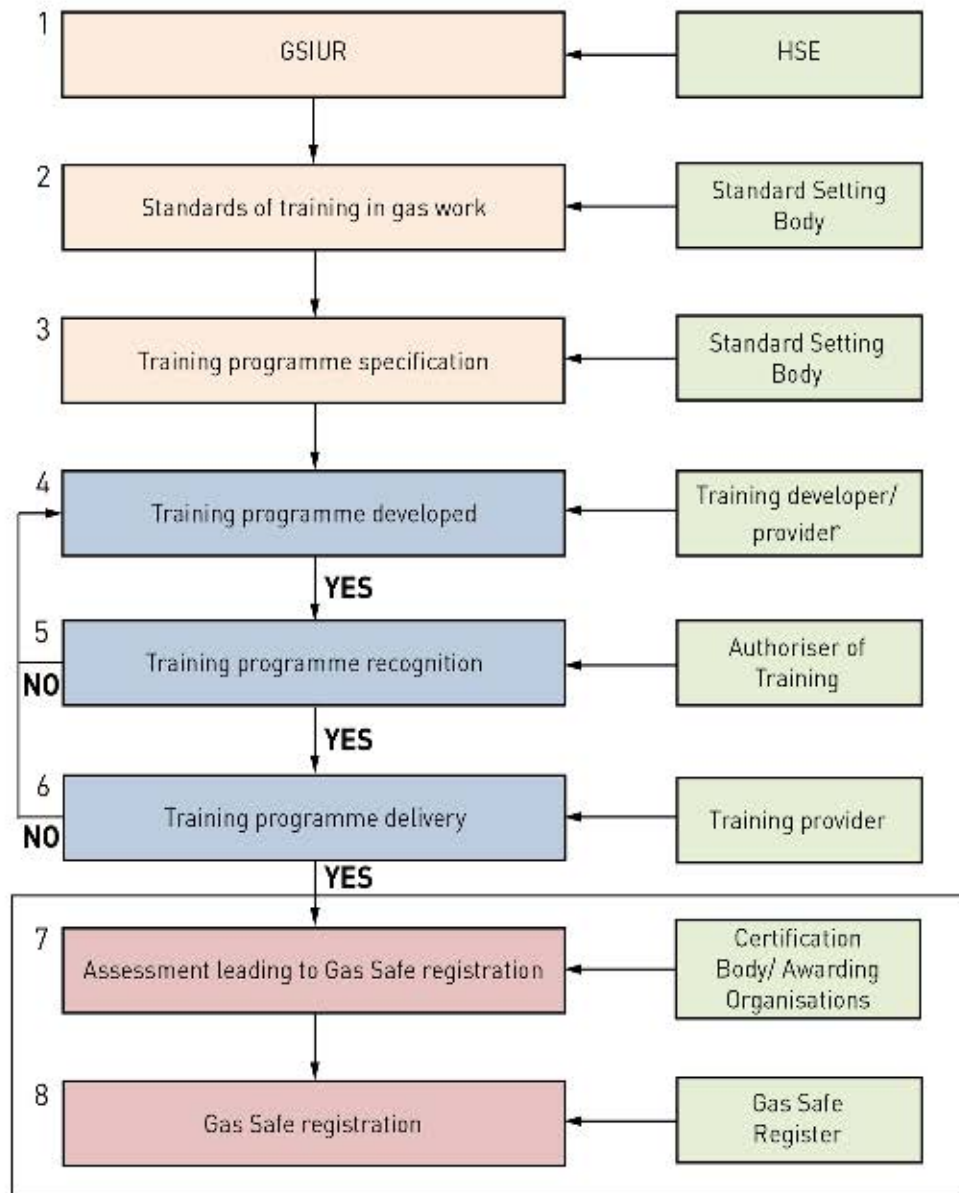 1
GSIUR
HSE
2
Standards of training in gas work
Standard Setting
Body
3
Training programme specification
Standard Setting
Body
4
Training programme developed
Training developer/
provider
YES
5
Training programme recognition
Authoriser of
Training
NO
YES
6
Training programme delivery
Training provider
NO
YES
7
Assessment leading to Gas Safe registration
Certification
Body/ Awarding
Organisations
8
Gas Safe registration
Gas Safe
Register